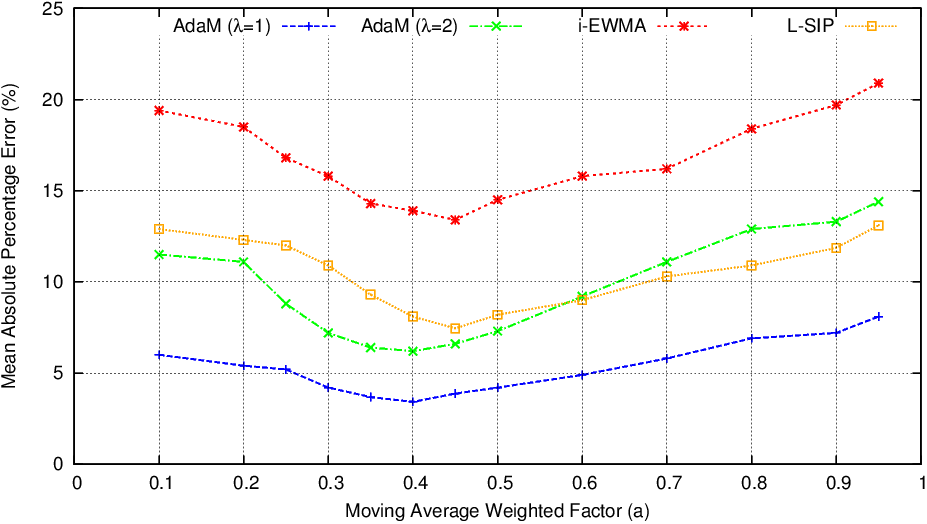 25
20
15
10
5
0
Mean Absolute Percentage Error (%)
AdaM (λ=1) AdaM (λ=2) i-EWMA L-SIP
0 0.1 0.2 0.3 0.4 0.5 0.6 0.7 0.8 0.9 1
Moving Average Weighted Factor (a)